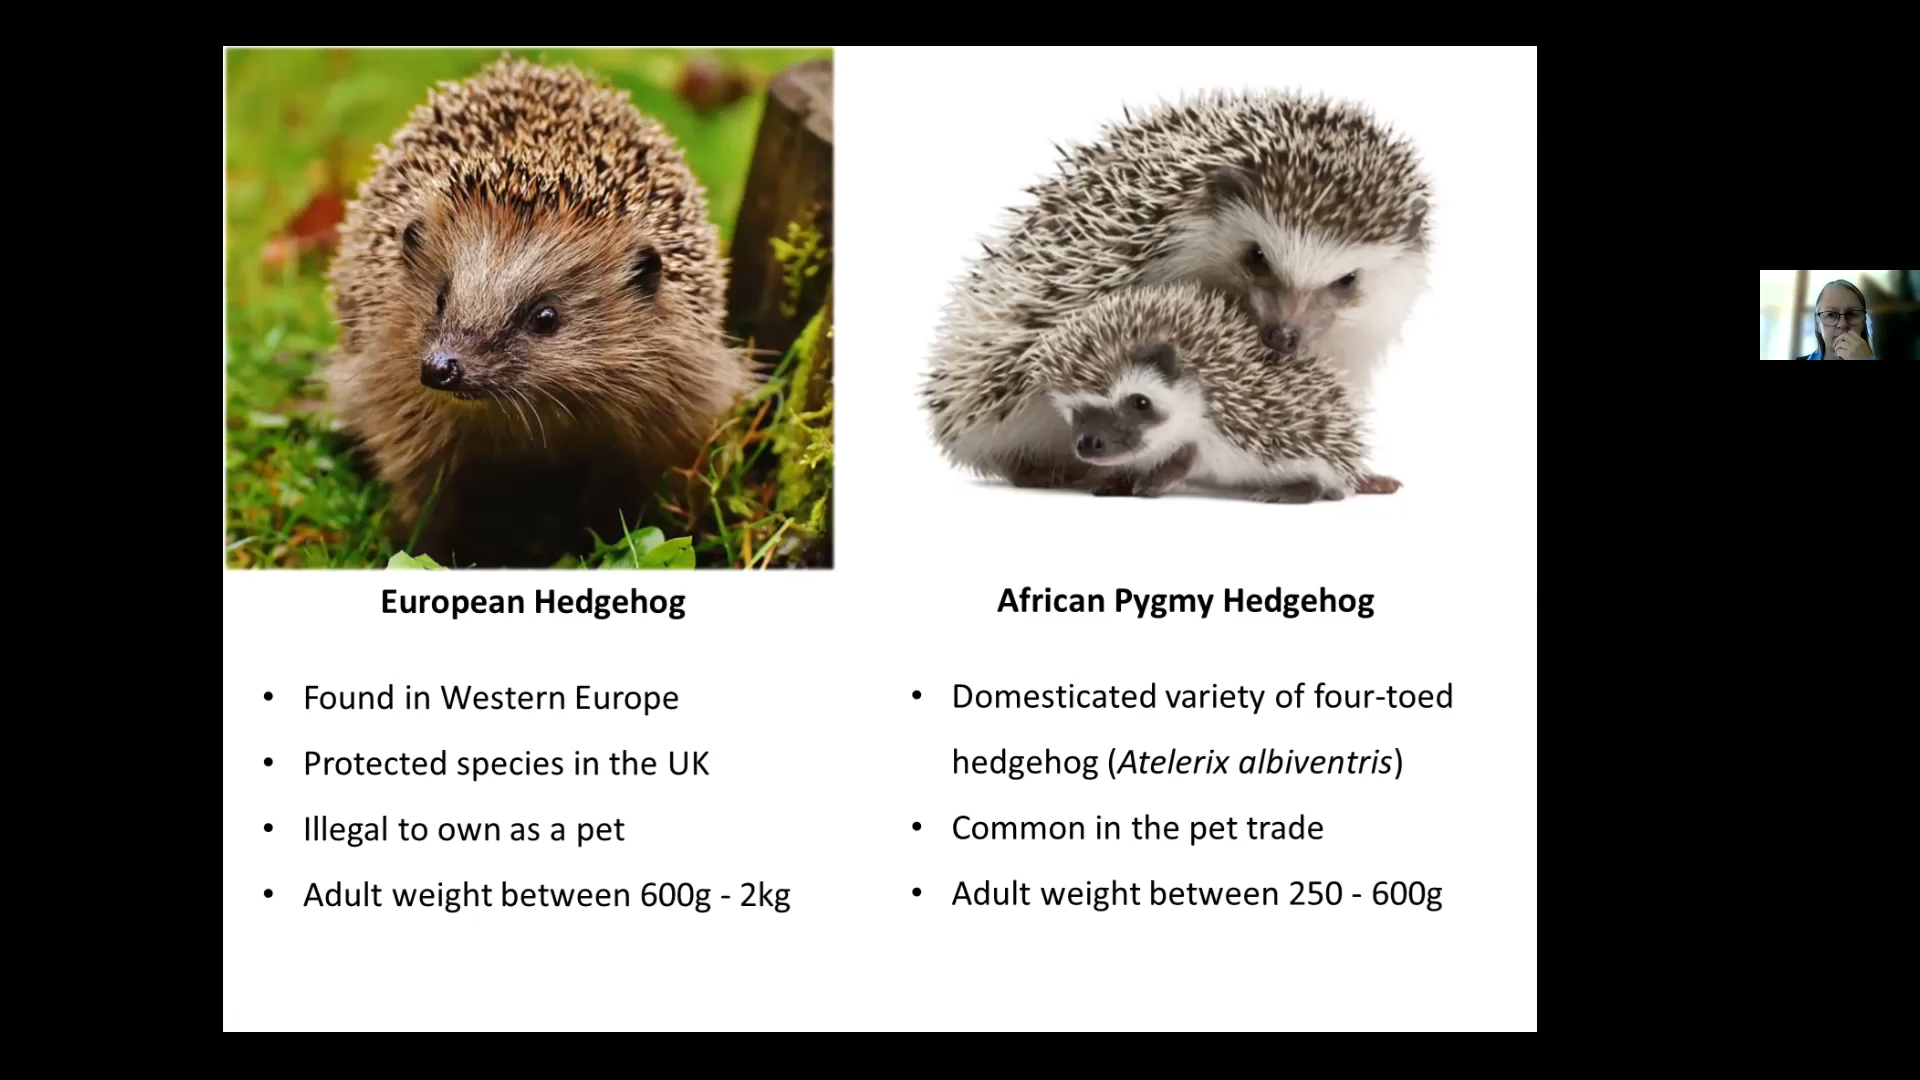 European Hedgehog
• Found in Western Europe
• Protected species in the UK
• Illegal to own as a pet
• Adult weight between 600g - 2kg
African Pygmy Hedgehog
• Domesticated variety of four-toed
hedgehog (Atelerix albiventris)
• Common in the pet trade
• Adult weight between 250 - 600g